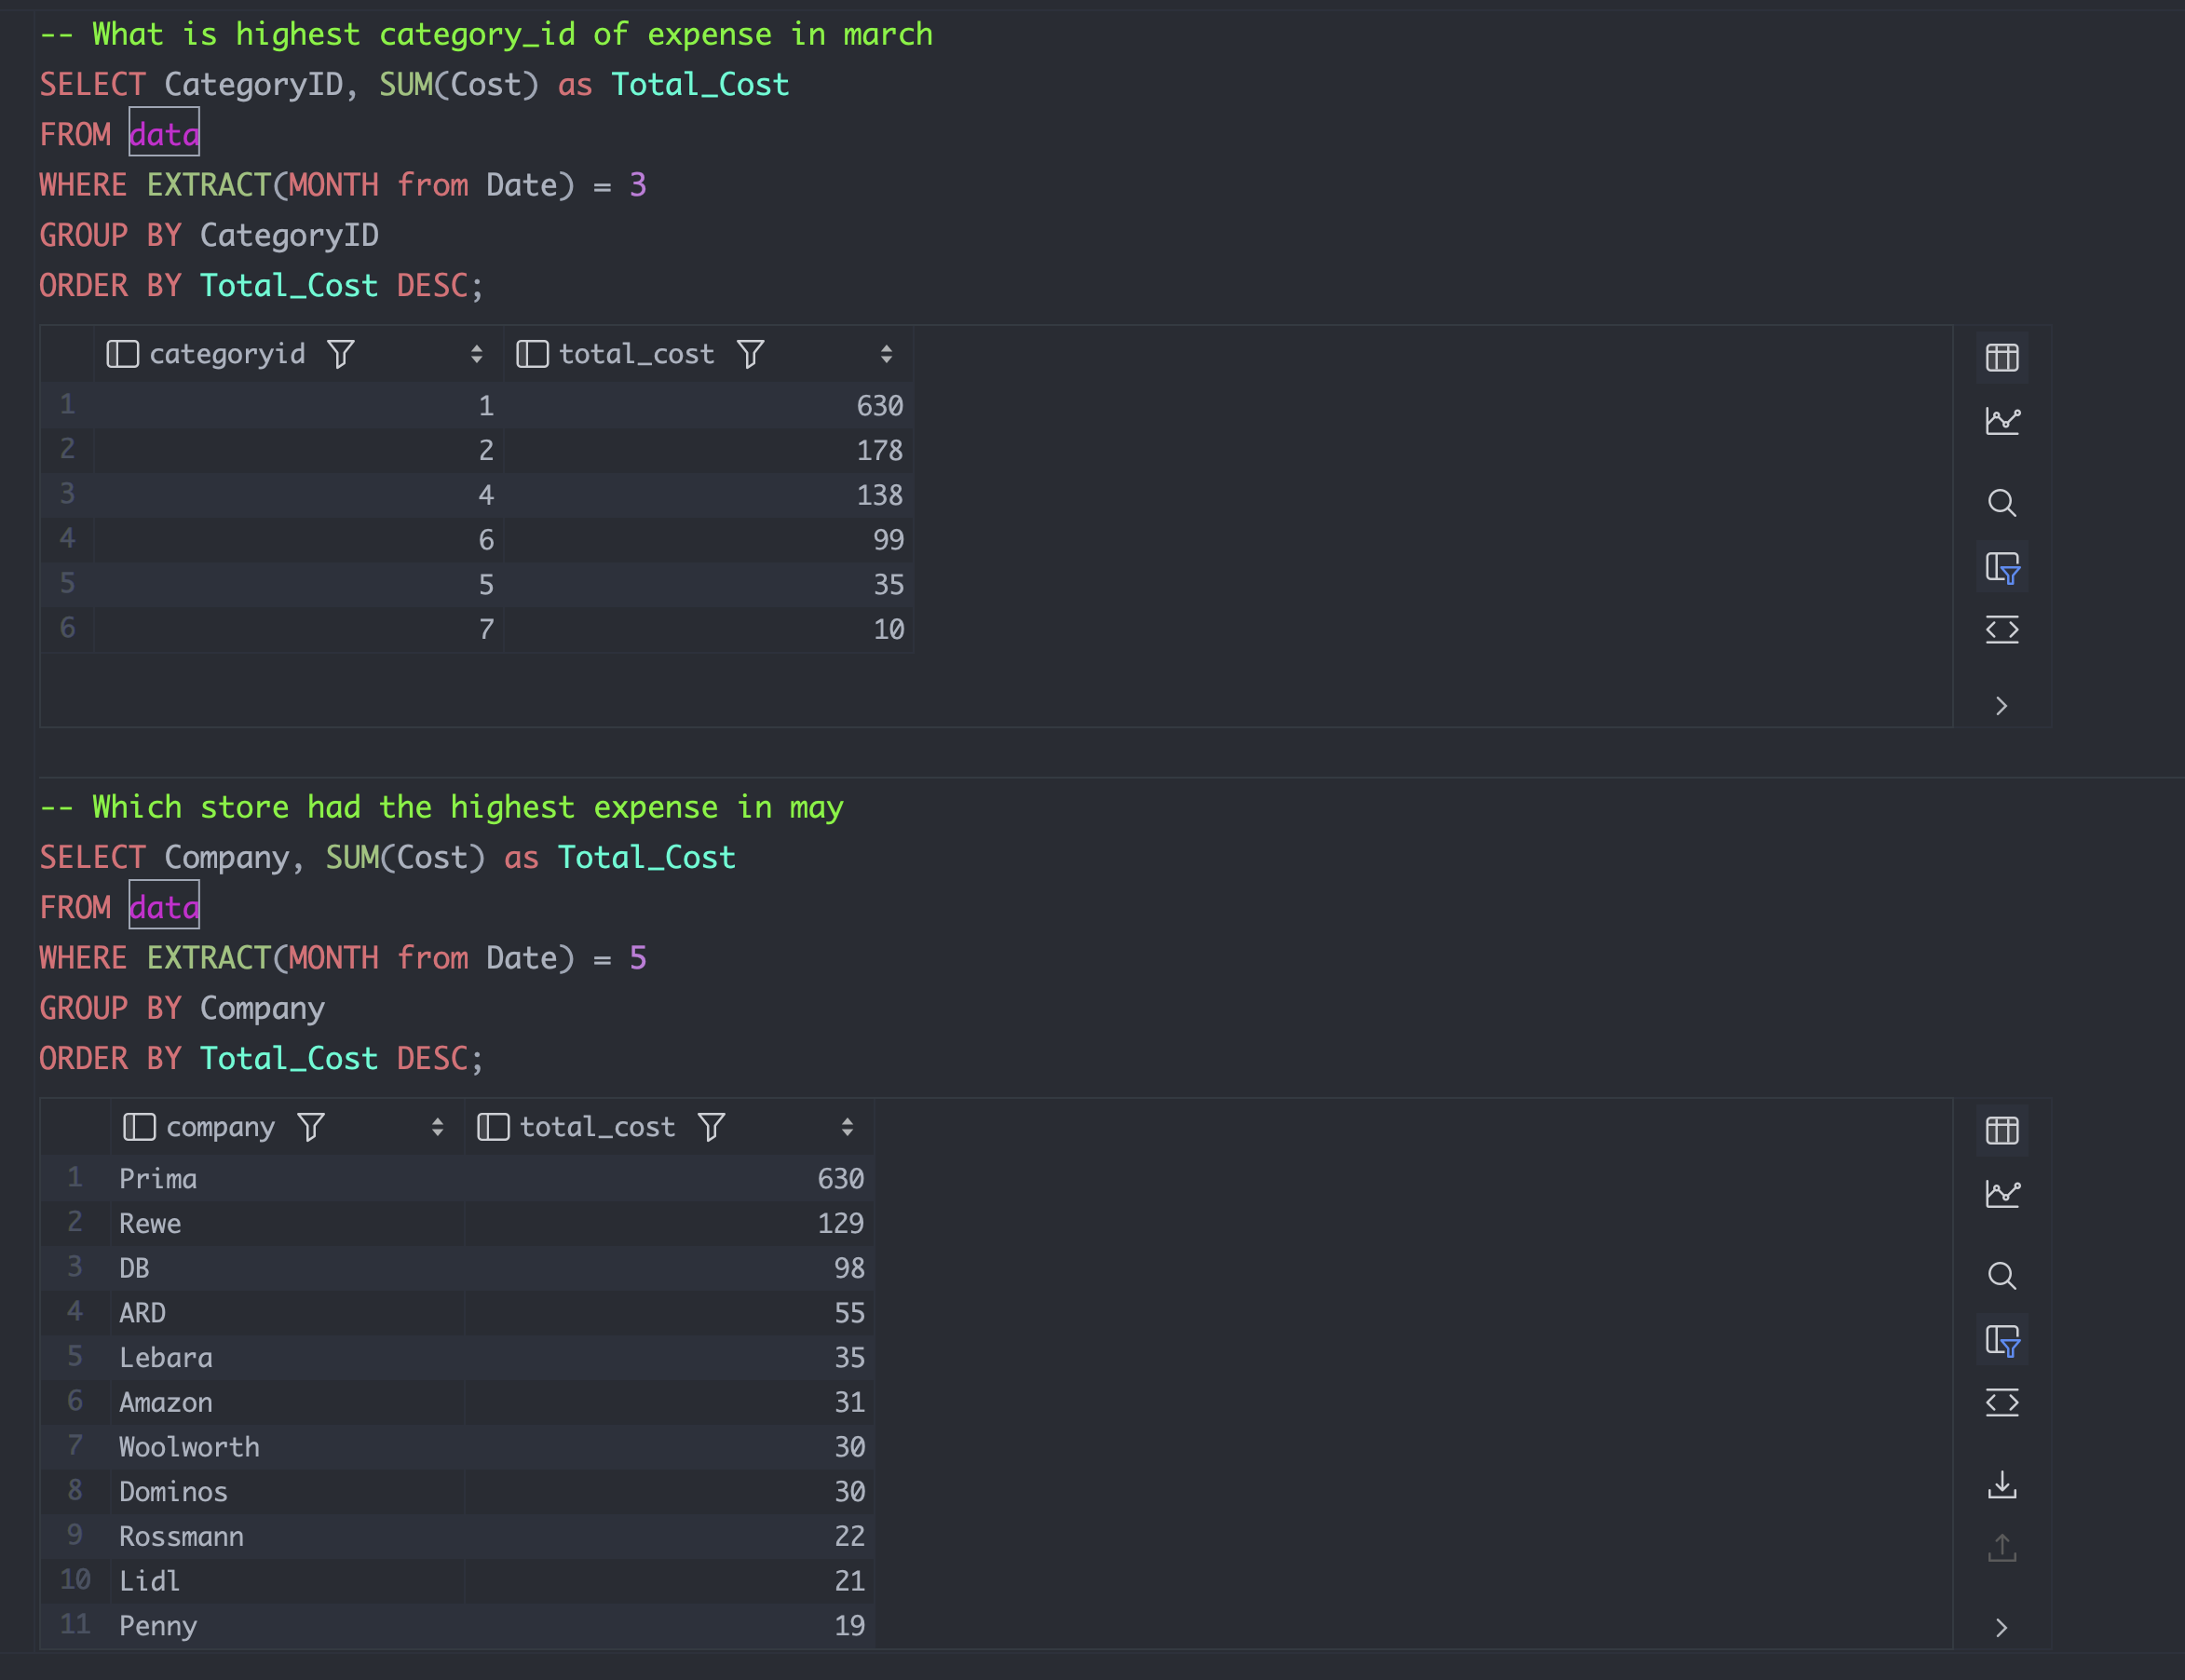 -- What is highest category_id of expense in march
SELECT CategoryID, SUM(Cost) as Total_Cost
FROM data
WHERE EXTRACT(MONTH from Date) = 3
GROUP BY CategoryID
ORDER BY Total_Cost DESC;
categoryid total_cost
1 1 630
2 2 178
3 4 138
4 6 99
5 5 35
6 7 10
-- Which store had the highest expense in may
SELECT Company, SUM(Cost) as Total_Cost
FROM data
WHERE EXTRACT(MONTH from Date) = 5
GROUP BY Company
ORDER BY Total_Cost DESC;
company total_cost
1 Prima 630
2 Rewe 129
3 DB 98
4 ARD 55
5 Lebara 35
6 Amazon 31
7 Woolworth 30
8 Dominos 30
9 Rossmann 22
10 Lidl 21
11 Penny 19